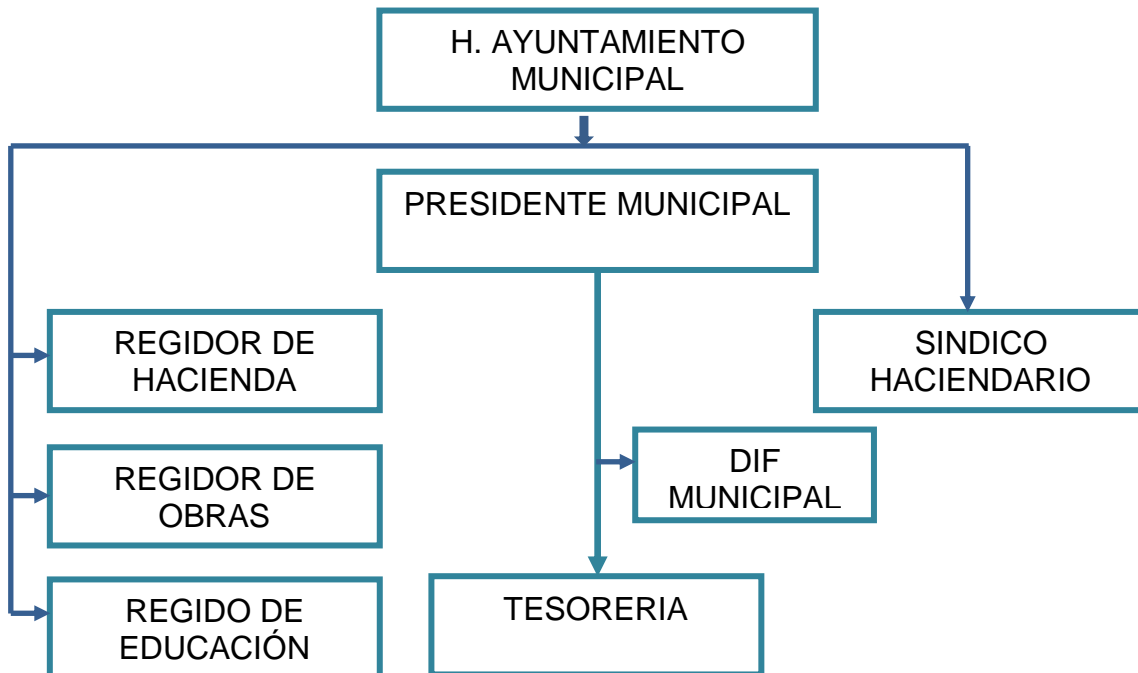 H. AYUNTAMIENTO
MUNICIPAL
PRESIDENTE MUNICIPAL
REGIDOR DE
HACIENDA
SINDICO
HACIENDARIO
REGIDOR DE
OBRAS
DIF
MUNICIPAL
REGIDO DE
EDUCACIÓN
TESORERIA